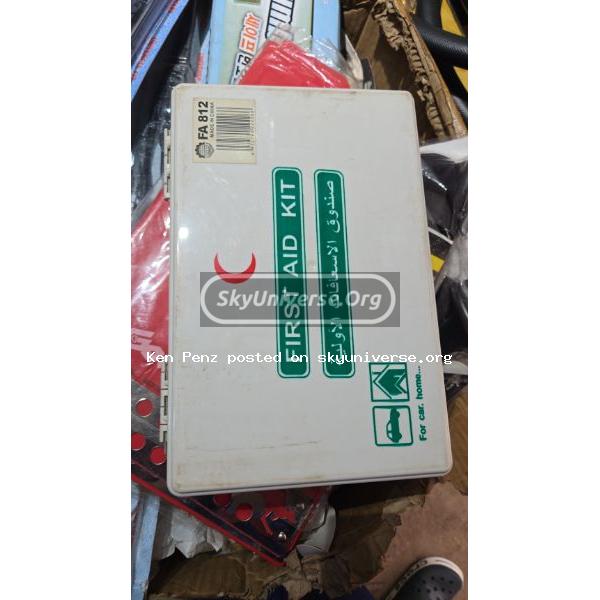 FA 812
MADE IN CHINA
FIRST AID KIT
صندوق الاسعافات الأولية
For car. home...
SkyUniverse.Org
Ken Penz posted on skyuniverse.org